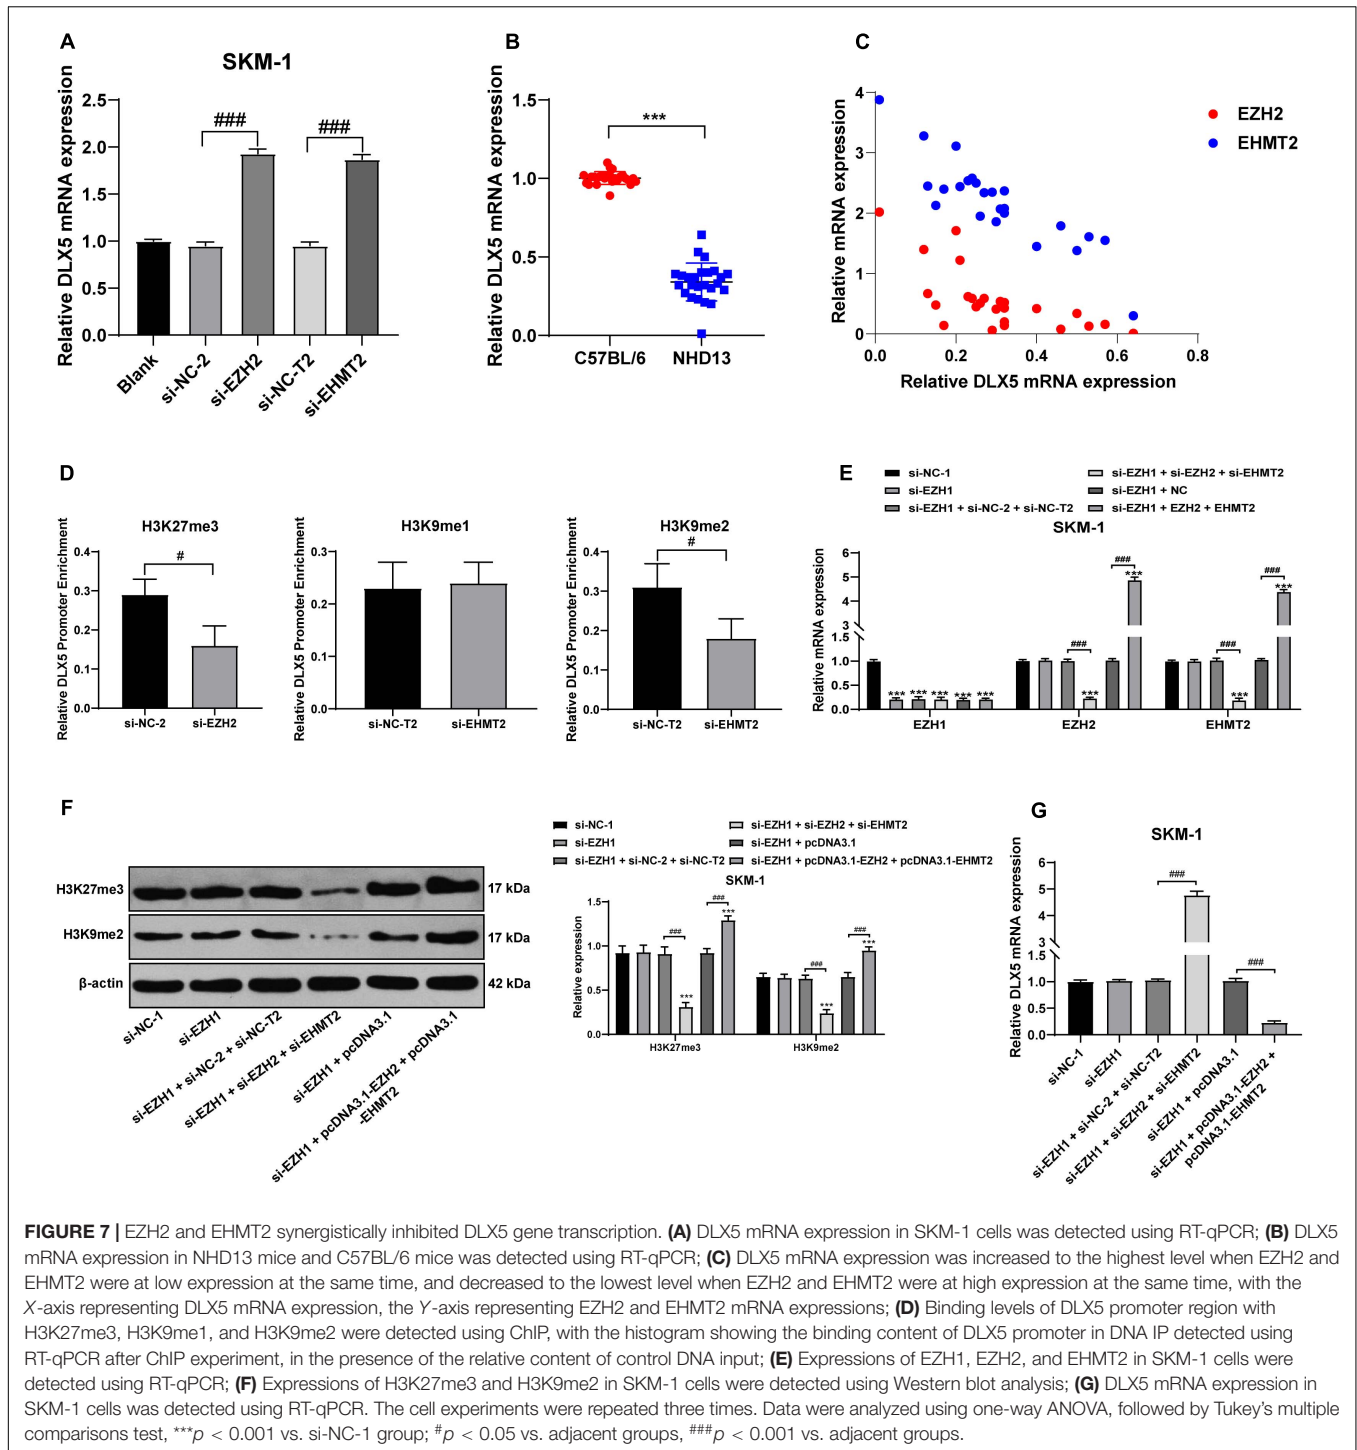 A
SKM-1
Relative DLX5 mRNA expression
2.5
2.0
1.5
1.0
0.5
0.0
###
###
Blank
si-NC-2
si-EZH2
si-NC-T2
si-EHMT2
B
Relative DLX5 mRNA expression
1.5
1.0
0.5
0.0
***
C57BL/6
NHD13
C
Relative mRNA expression
4
3
2
1
0
0.0
0.2
0.4
0.6
0.8
Relative DLX5 mRNA expression
EZH2
EHMT2
D
H3K27me3
Relative DLX5 Promoter Enrichment
0.4
0.3
0.2
0.1
0.0
#
si-NC-2
si-EZH2
H3K9me1
Relative DLX5 Promoter Enrichment
0.3
0.2
0.1
0.0
si-NC-T2
si-EHMT2
H3K9me2
Relative DLX5 Promoter Enrichment
0.4
0.3
0.2
0.1
0.0
#
si-NC-T2
si-EHMT2
E
si-NC-1
si-EZH1
si-EZH1 + si-NC-2 + si-NC-T2
si-EZH1 + si-EZH2 + si-EHMT2
si-EZH1 + NC
si-EZH1 + EZH2 + EHMT2
SKM-1
Relative mRNA expression
6
5
4
3
1.5
1.0
0.5
0.0
*** *** *** *** ***
###
***
###
***
###
***
###
***
EZH1
EZH2
EHMT2
F
H3K27me3
17 kDa
H3K9me2
17 kDa
β-actin
42 kDa
si-NC-1
si-EZH1
si-EZH1 + si-NC-2 + si-NC-T2
si-EZH1 + si-EZH2 + si-EHMT2
si-EZH1 + pcDNA3.1
si-EZH1 + pcDNA3.1-EZH2 + pcDNA3.1
-EHMT2
si-NC-1
si-EZH1
si-EZH1 + si-NC-2 + si-NC-T2
si-EZH1 + si-EZH2 + si-EHMT2
si-EZH1 + pcDNA3.1
si-EZH1 + pcDNA3.1-EZH2 + pcDNA3.1-EHMT2
SKM-1
Relative expression
1.5
1.0
0.5
0.0
###
***
###
***
###
***
###
***
H3K27me3
H3K9me2
G
SKM-1
Relative DLX5 mRNA expression
6
5
4
3
1.5
1.0
0.5
0.0
###
###
si-NC-1
si-EZH1
si-EZH1 + si-NC-2 + si-NC-T2
si-EZH1 + si-EZH2 + si-EHMT2
si-EZH1 + pcDNA3.1
si-EZH1 + pcDNA3.1-EZH2 +
pcDNA3.1-EHMT2
FIGURE 7 | EZH2 and EHMT2 synergistically inhibited DLX5 gene transcription. (A) DLX5 mRNA expression in SKM-1 cells was detected using RT-qPCR; (B) DLX5
mRNA expression in NHD13 mice and C57BL/6 mice was detected using RT-qPCR; (C) DLX5 mRNA expression was increased to the highest level when EZH2 and
EHMT2 were at low expression at the same time, and decreased to the lowest level when EZH2 and EHMT2 were at high expression at the same time, with the
X-axis representing DLX5 mRNA expression, the Y-axis representing EZH2 and EHMT2 mRNA expressions; (D) Binding levels of DLX5 promoter region with
H3K27me3, H3K9me1, and H3K9me2 were detected using ChIP, with the histogram showing the binding content of DLX5 promoter in DNA IP detected using
RT-qPCR after ChIP experiment, in the presence of the relative content of control DNA input; (E) Expressions of EZH1, EZH2, and EHMT2 in SKM-1 cells were
detected using RT-qPCR; (F) Expressions of H3K27me3 and H3K9me2 in SKM-1 cells were detected using Western blot analysis; (G) DLX5 mRNA expression in
SKM-1 cells was detected using RT-qPCR. The cell experiments were repeated three times. Data were analyzed using one-way ANOVA, followed by Tukey's multiple
comparisons test, ***p < 0.001 vs. si-NC-1 group; #p < 0.05 vs. adjacent groups, ###p < 0.001 vs. adjacent groups.